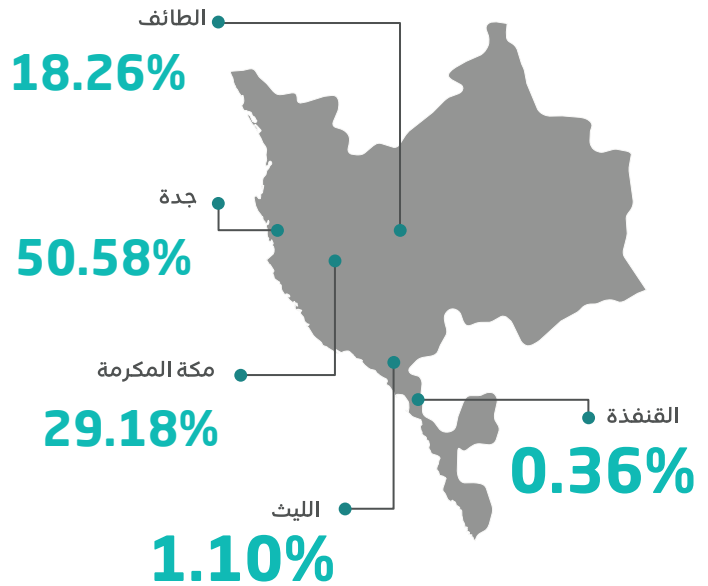 الطائف
18.26%
جدة
50.58%
مكة المكرمة
29.18%
القنفذة
0.36%
الليث
1.10%